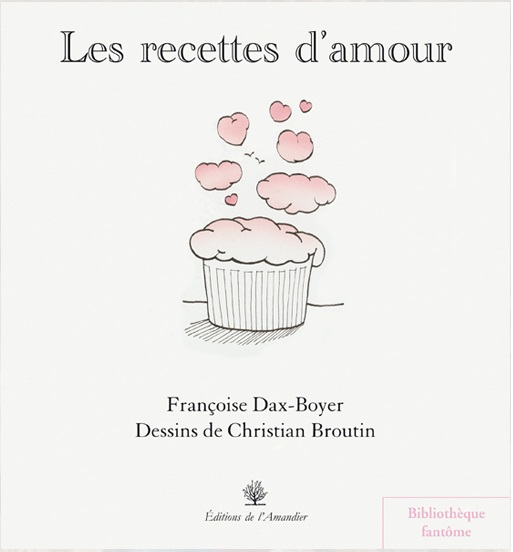 Les recettes d'amour
Françoise Dax-Boyer
Dessins de Christian Broutin
Éditions de l'Amandier
Bibliothèque
fantôme